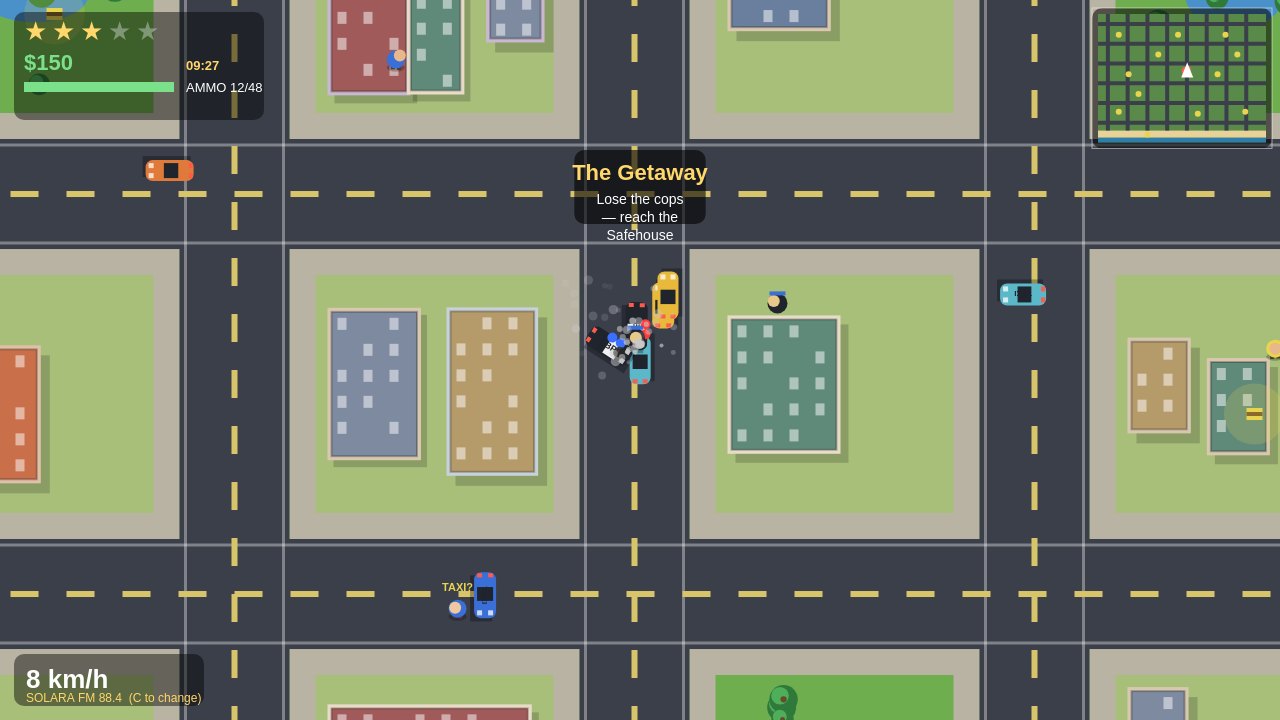 $150
09:27
AMMO 12/48
The Getaway
Lose the cops
— reach the
Safehouse
TAXI?
8 km/h
SOLARA FM 88.4 (C to change)